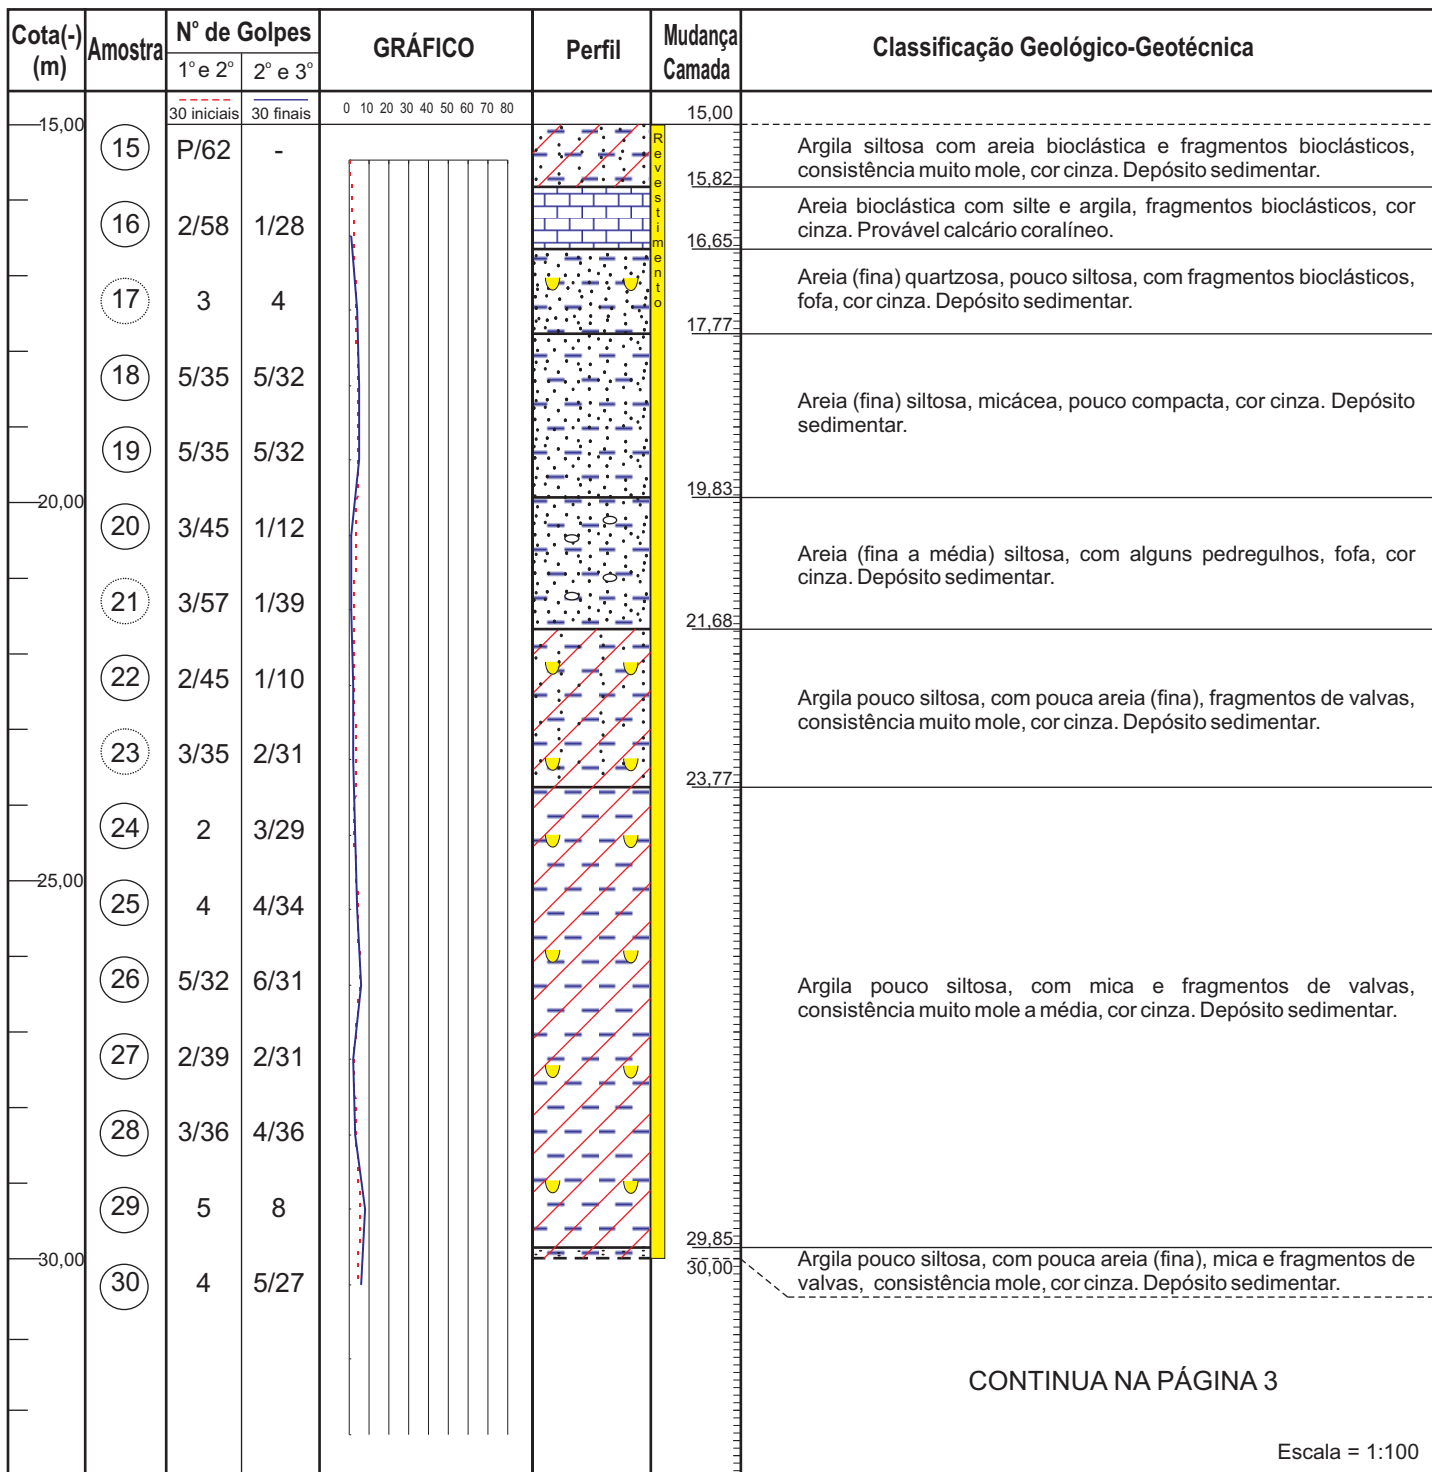 Cota(-) (m) Amostra N° de Golpes GRÁFICO Perfil Mudança Camada Classificação Geológico-Geotécnica
1° e 2° 2° e 3°
30 iniciais 30 finais 0 10 20 30 40 50 60 70 80 15,00
15,00
Revestimento
15 P/62 -
Argila siltosa com areia bioclástica e fragmentos bioclásticos,
consistência muito mole, cor cinza. Depósito sedimentar.
15,82
16 2/58 1/28
Areia bioclástica com silte e argila, fragmentos bioclásticos, cor
cinza. Provável calcário coralíneo.
16,65
17 3 4
Areia (fina) quartzosa, pouco siltosa, com fragmentos bioclásticos,
fofa, cor cinza. Depósito sedimentar.
17,77
18 5/35 5/32
Areia (fina) siltosa, micácea, pouco compacta, cor cinza. Depósito
sedimentar.
19 5/35 5/32
19,83
20,00
20 3/45 1/12
Areia (fina a média) siltosa, com alguns pedregulhos, fofa, cor
cinza. Depósito sedimentar.
21 3/57 1/39
21,68
22 2/45 1/10
Argila pouco siltosa, com pouca areia (fina), fragmentos de valvas,
consistência muito mole, cor cinza. Depósito sedimentar.
23 3/35 2/31
23,77
24 2 3/29
25,00
25 4 4/34
26 5/32 6/31
Argila pouco siltosa, com mica e fragmentos de valvas,
consistência muito mole a média, cor cinza. Depósito sedimentar.
27 2/39 2/31
28 3/36 4/36
29 5 8
29,85
30,00
30,00
Argila pouco siltosa, com pouca areia (fina), mica e fragmentos de
valvas, consistência mole, cor cinza. Depósito sedimentar.
30 4 5/27
CONTINUA NA PÁGINA 3
Escala = 1:100